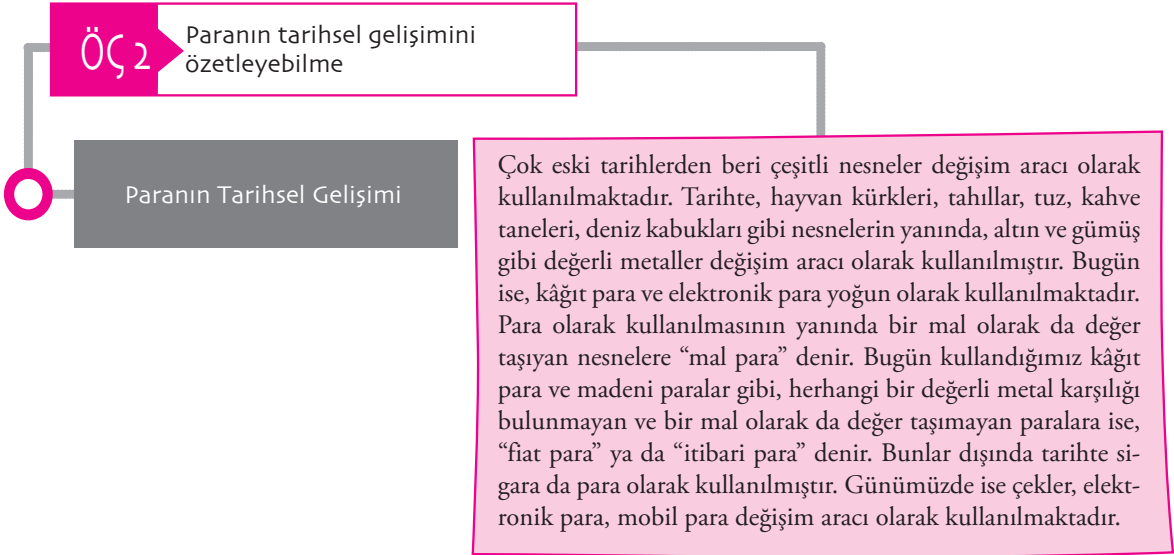 ÖÇ 2
Paranın tarihsel gelişimini
özetleyebilme
Paranın Tarihsel Gelişimi
Çok eski tarihlerden beri çeşitli nesneler değişim aracı olarak
kullanılmaktadır. Tarihte, hayvan kürkleri, tahıllar, tuz, kahve
taneleri, deniz kabukları gibi nesnelerin yanında, altın ve gümüş
gibi değerli metaller değişim aracı olarak kullanılmıştır. Bugün
ise, kâğıt para ve elektronik para yoğun olarak kullanılmaktadır.
Para olarak kullanılmasının yanında bir mal olarak da değer
taşıyan nesnelere “mal para” denir. Bugün kullandığımız kâğıt
para ve madeni paralar gibi, herhangi bir değerli metal karşılığı
bulunmayan ve bir mal olarak da değer taşımayan paralara ise,
“fiat para” ya da “itibari para” denir. Bunlar dışında tarihte si-
gara da para olarak kullanılmıştır. Günümüzde ise çekler, elekt-
ronik para, mobil para değişim aracı olarak kullanılmaktadır.